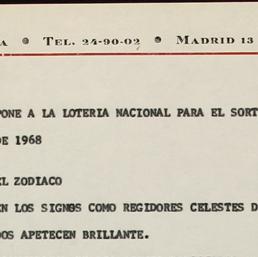 A • TEL. 24-90-02 • MADRID 13
PONE A LA LOTERIA NACIONAL PARA EL SORT
DE 1968
EL ZODIACO
EN LOS SIGNOS COMO REGIDORES CELESTES D
DOS APETECEN BRILLANTE.